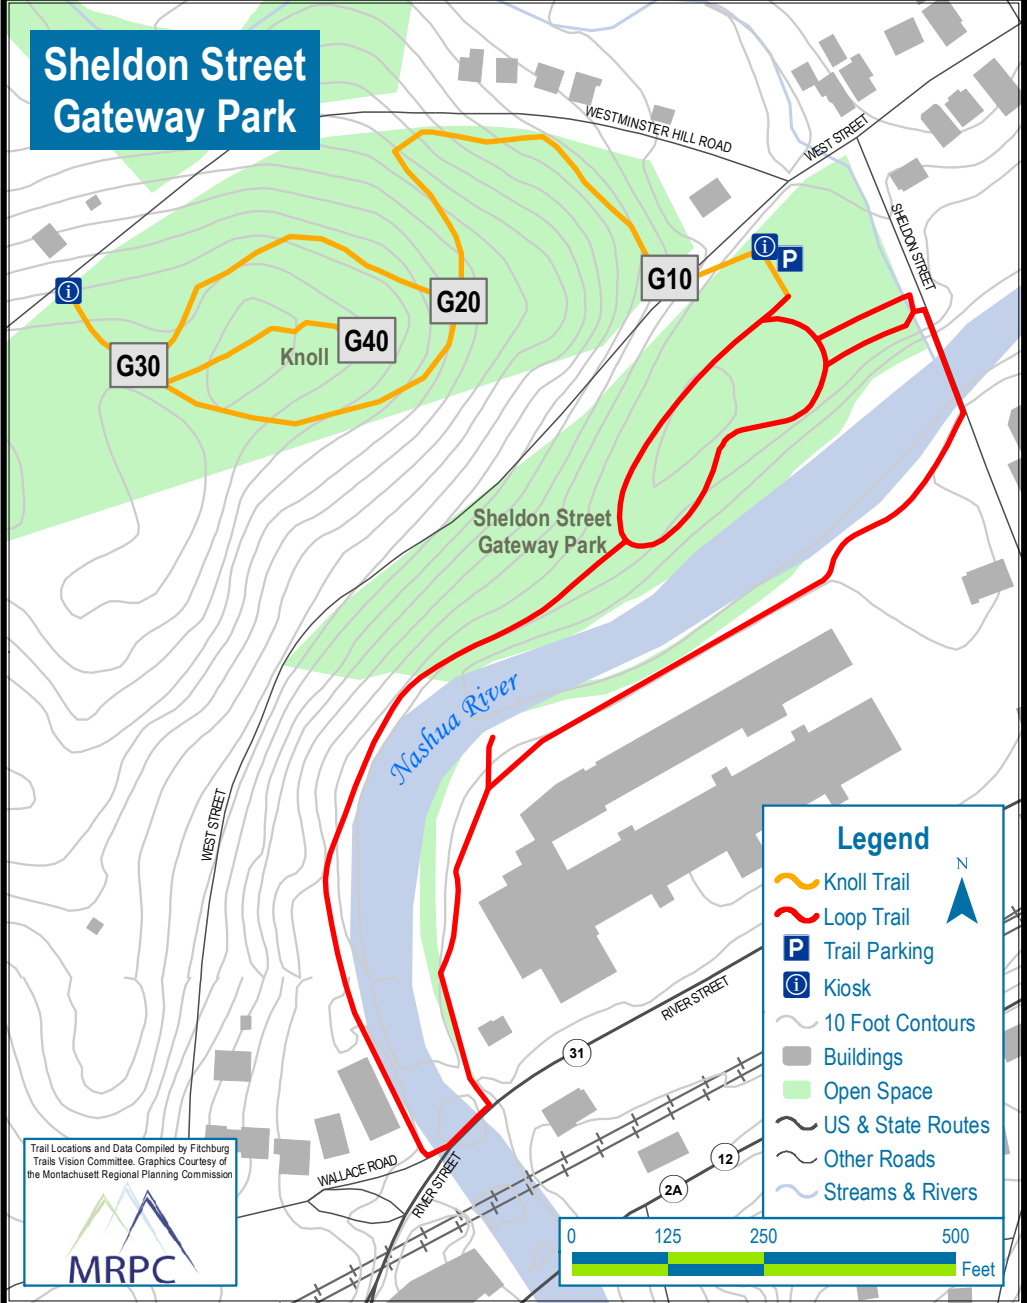 Sheldon Street
Gateway Park
WESTMINSTER HILL ROAD
WEST STREET
SHELDON STREET
P
G10
G20
G30
G40
Knoll
Sheldon Street
Gateway Park
Nashua River
WEST STREET
RIVER STREET
31
12
2A
WALLACE ROAD
RIVER STREET
Legend
N
Knoll Trail
Loop Trail
P
Trail Parking
Kiosk
10 Foot Contours
Buildings
Open Space
US & State Routes
Other Roads
Streams & Rivers
0 125 250 500
Feet
Trail Locations and Data Compiled by Fitchburg
Trails Vision Committee. Graphics Courtesy of
the Montachusett Regional Planning Commission
MRPC